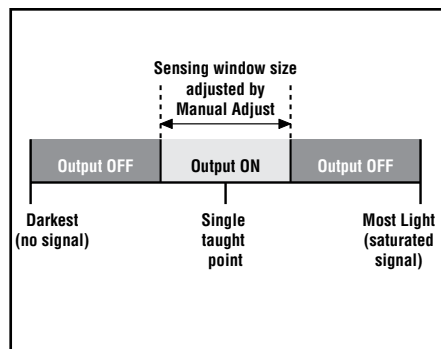 Sensing window size
adjusted by
Manual Adjust
Output OFF Output ON Output OFF
Darkest
(no signal)
Single
taught
point
Most Light
(saturated
signal)